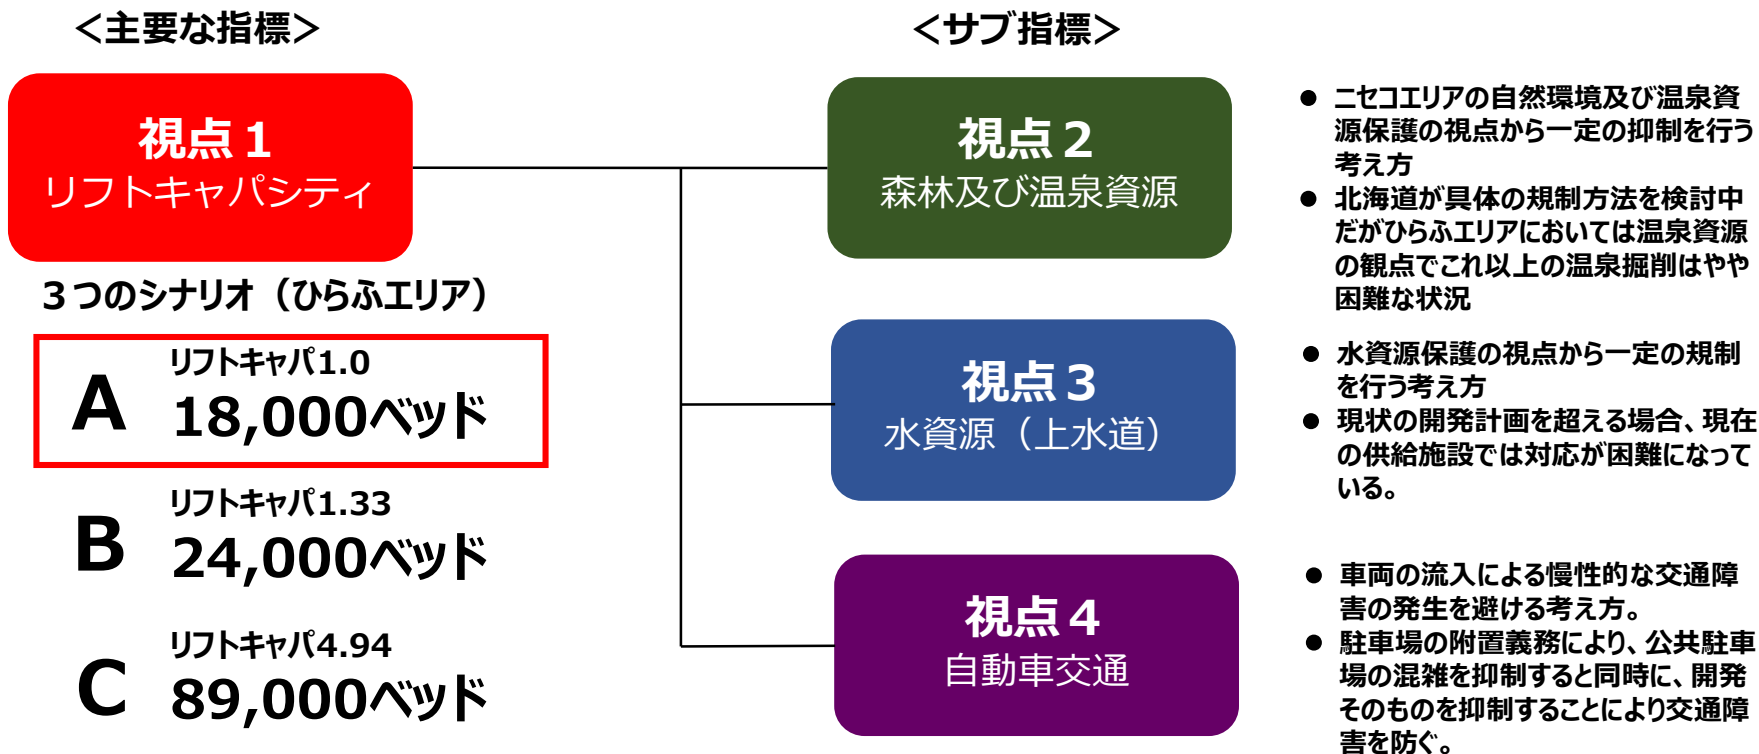 ＜主要な指標＞
＜サブ指標＞
視点１
リフトキャパシティ
３つのシナリオ（ひらふエリア）
A
リフトキャパ1.0
18,000ベッド
B
リフトキャパ1.33
24,000ベッド
C
リフトキャパ4.94
89,000ベッド
視点２
森林及び温泉資源
● ニセコエリアの自然環境及び温泉資
源保護の視点から一定の抑制を行う
考え方
● 北海道が具体の規制方法を検討中
だがひらふエリアにおいては温泉資源
の観点でこれ以上の温泉掘削はやや
困難な状況
視点３
水資源（上水道）
● 水資源保護の視点から一定の規制
を行う考え方
● 現状の開発計画を超える場合、現在
の供給施設では対応が困難になって
いる。
視点４
自動車交通
● 車両の流入による慢性的な交通障
害の発生を避ける考え方。
● 駐車場の附置義務により、公共駐車
場の混雑を抑制すると同時に、開発
そのものを抑制することにより交通障
害を防ぐ。